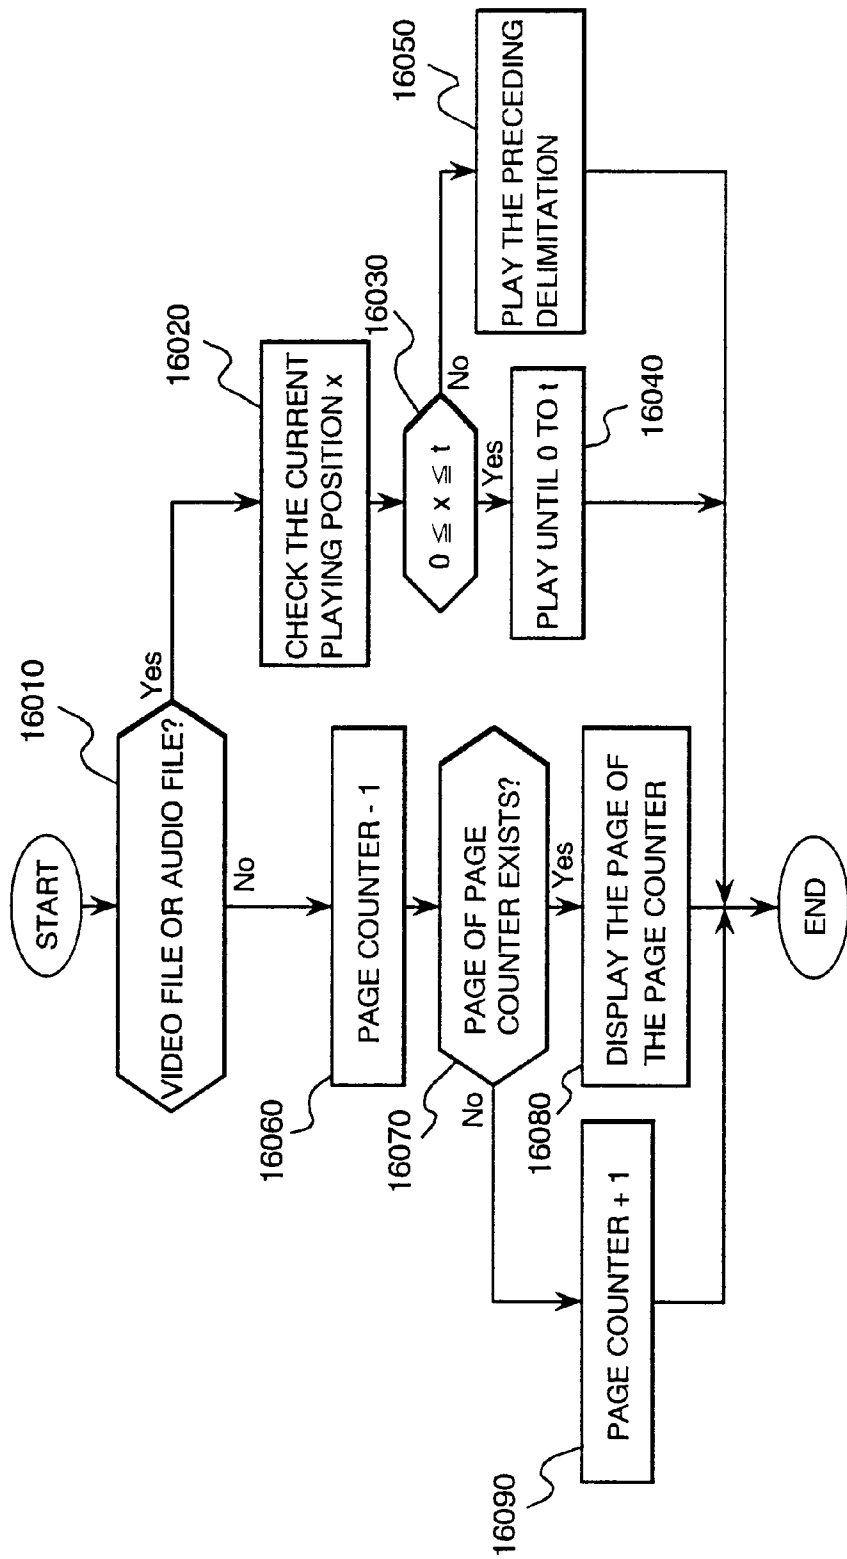 START
16010
VIDEO FILE OR AUDIO FILE?
Yes
No
16020
CHECK THE CURRENT
PLAYING POSITION x
16030
0 ≦ x ≦ t
No
Yes
16050
PLAY THE PRECEDING
DELIMITATION
PLAY UNTIL 0 TO t
16040
16060
PAGE COUNTER - 1
16070
PAGE OF PAGE
COUNTER EXISTS?
No
Yes
16080
DISPLAY THE PAGE OF
THE PAGE COUNTER
16090
PAGE COUNTER + 1
END